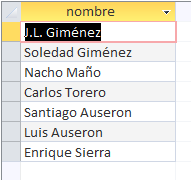 nombre
J.L. Giménez
Soledad Giménez
Nacho Maño
Carlos Torero
Santiago Auseron
Luis Auseron
Enrique Sierra